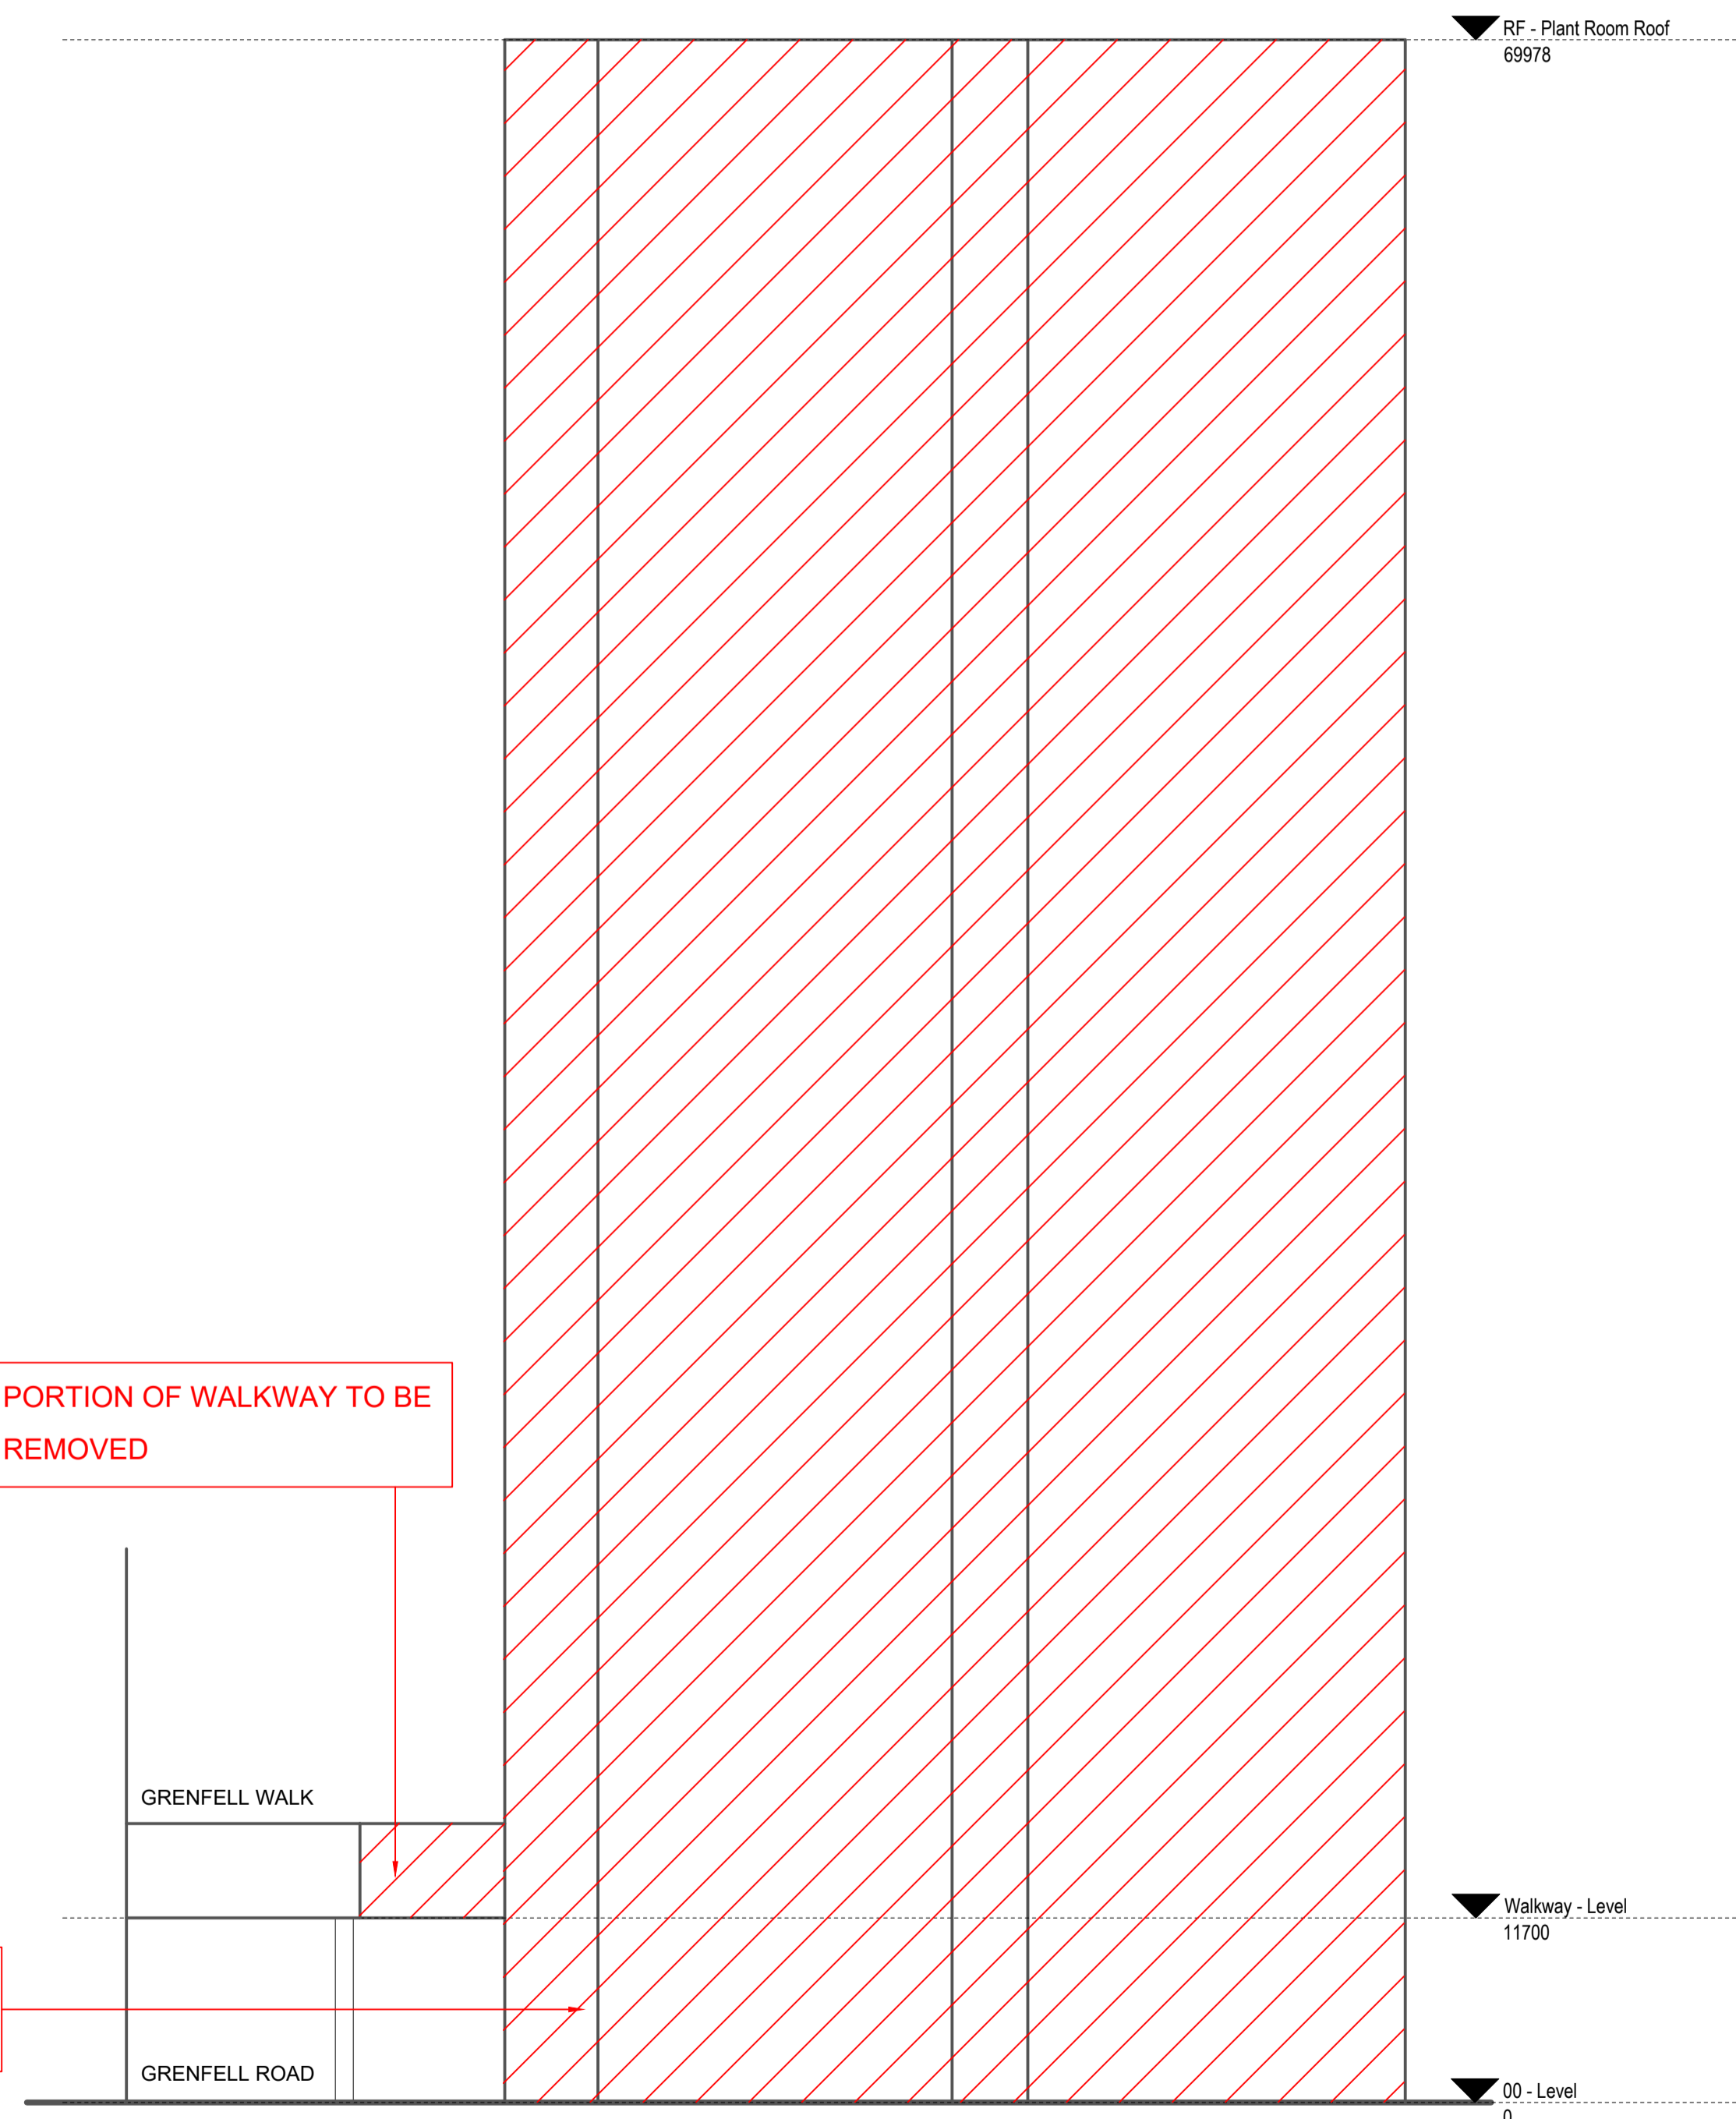 RF - Plant Room Roof
69978
PORTION OF WALKWAY TO BE
REMOVED
GRENFELL WALK
Walkway - Level
11700
GRENFELL ROAD
00 - Level
0